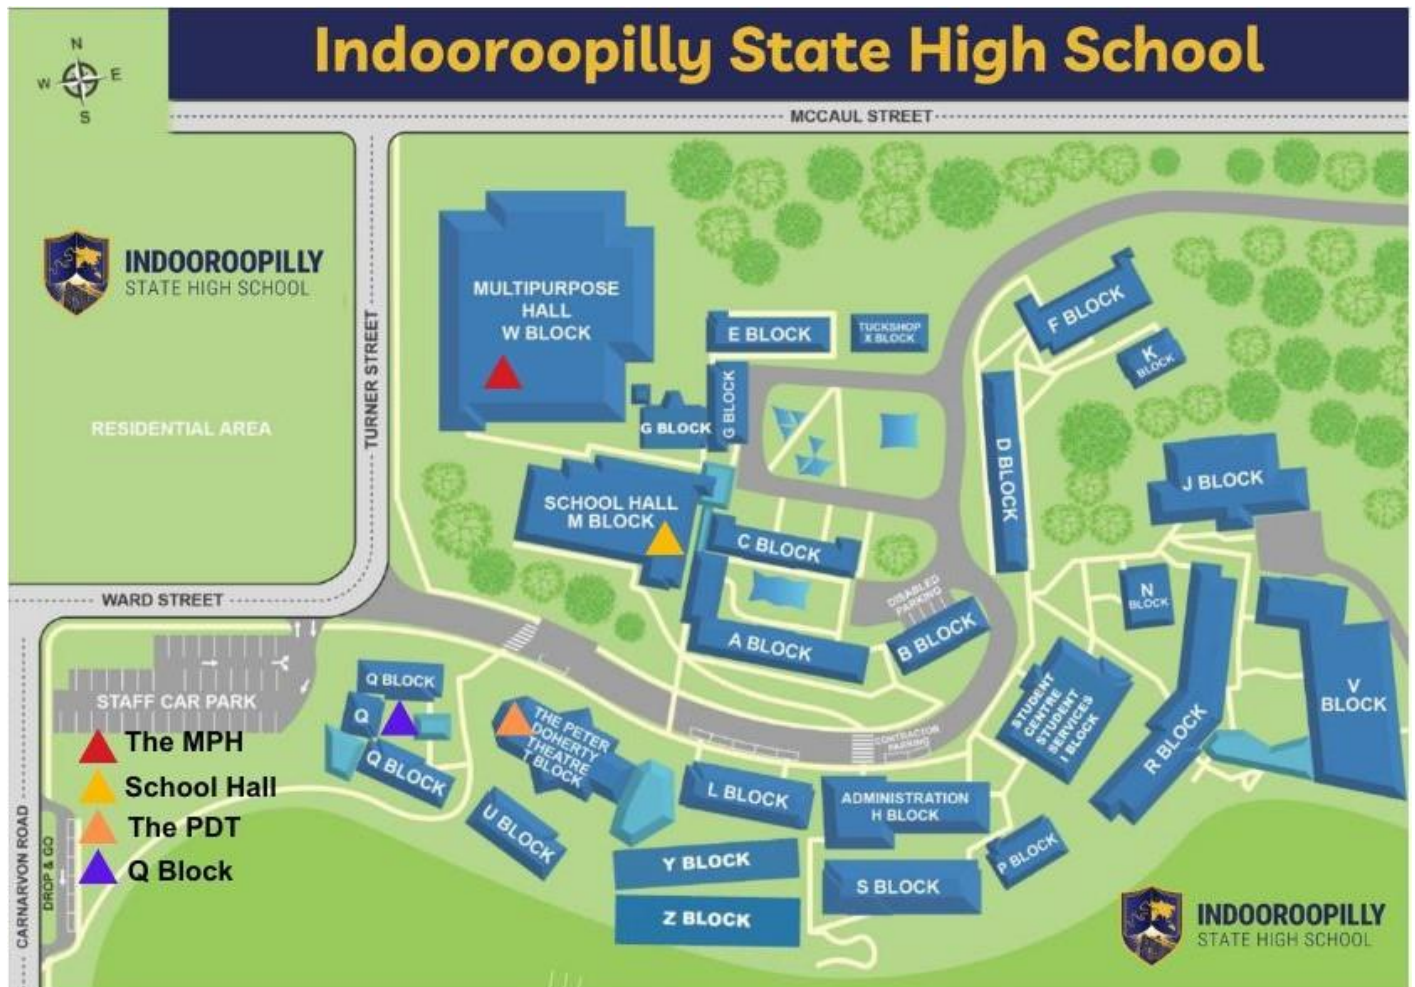 Indooroopilly State High School
N
W
E
S
MCCAUL STREET
INDOOROOPILLY
STATE HIGH SCHOOL
TURNER STREET
MULTIPURPOSE
HALL
W BLOCK
E BLOCK
TUCKSHOP
X BLOCK
F BLOCK
K
BLOCK
G BLOCK
G BLOCK
RESIDENTIAL AREA
D BLOCK
J BLOCK
SCHOOL HALL
M BLOCK
C BLOCK
DISABLED
PARKING
N
BLOCK
WARD STREET
A BLOCK
B BLOCK
STAFF CAR PARK
Q BLOCK
Q
Q BLOCK
THE PETER
DOHERTY
THEATRE
T BLOCK
CONTRACTOR
PARKING
STUDENT
CENTRE
STUDENT
SERVICES
I BLOCK
R BLOCK
V
BLOCK
The MPH
School Hall
The PDT
Q Block
CARNARVON ROAD
DROP & GO
U BLOCK
L BLOCK
ADMINISTRATION
H BLOCK
P BLOCK
Y BLOCK
S BLOCK
Z BLOCK
INDOOROOPILLY
STATE HIGH SCHOOL